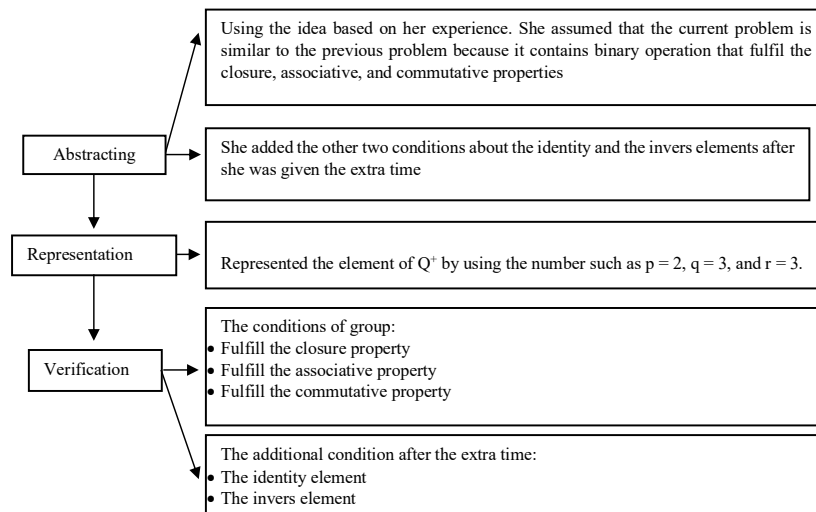 Using the idea based on her experience. She assumed that the current problem is
similar to the previous problem because it contains binary operation that fulfil the
closure, associative, and commutative properties
Abstracting
She added the other two conditions about the identity and the invers elements after
she was given the extra time
Representation
Represented the element of Q⁺ by using the number such as p = 2, q = 3, and r = 3.
The conditions of group:
• Fulfill the closure property
Verification
• Fulfill the associative property
• Fulfill the commutative property
The additional condition after the extra time:
• The identity element
• The invers element